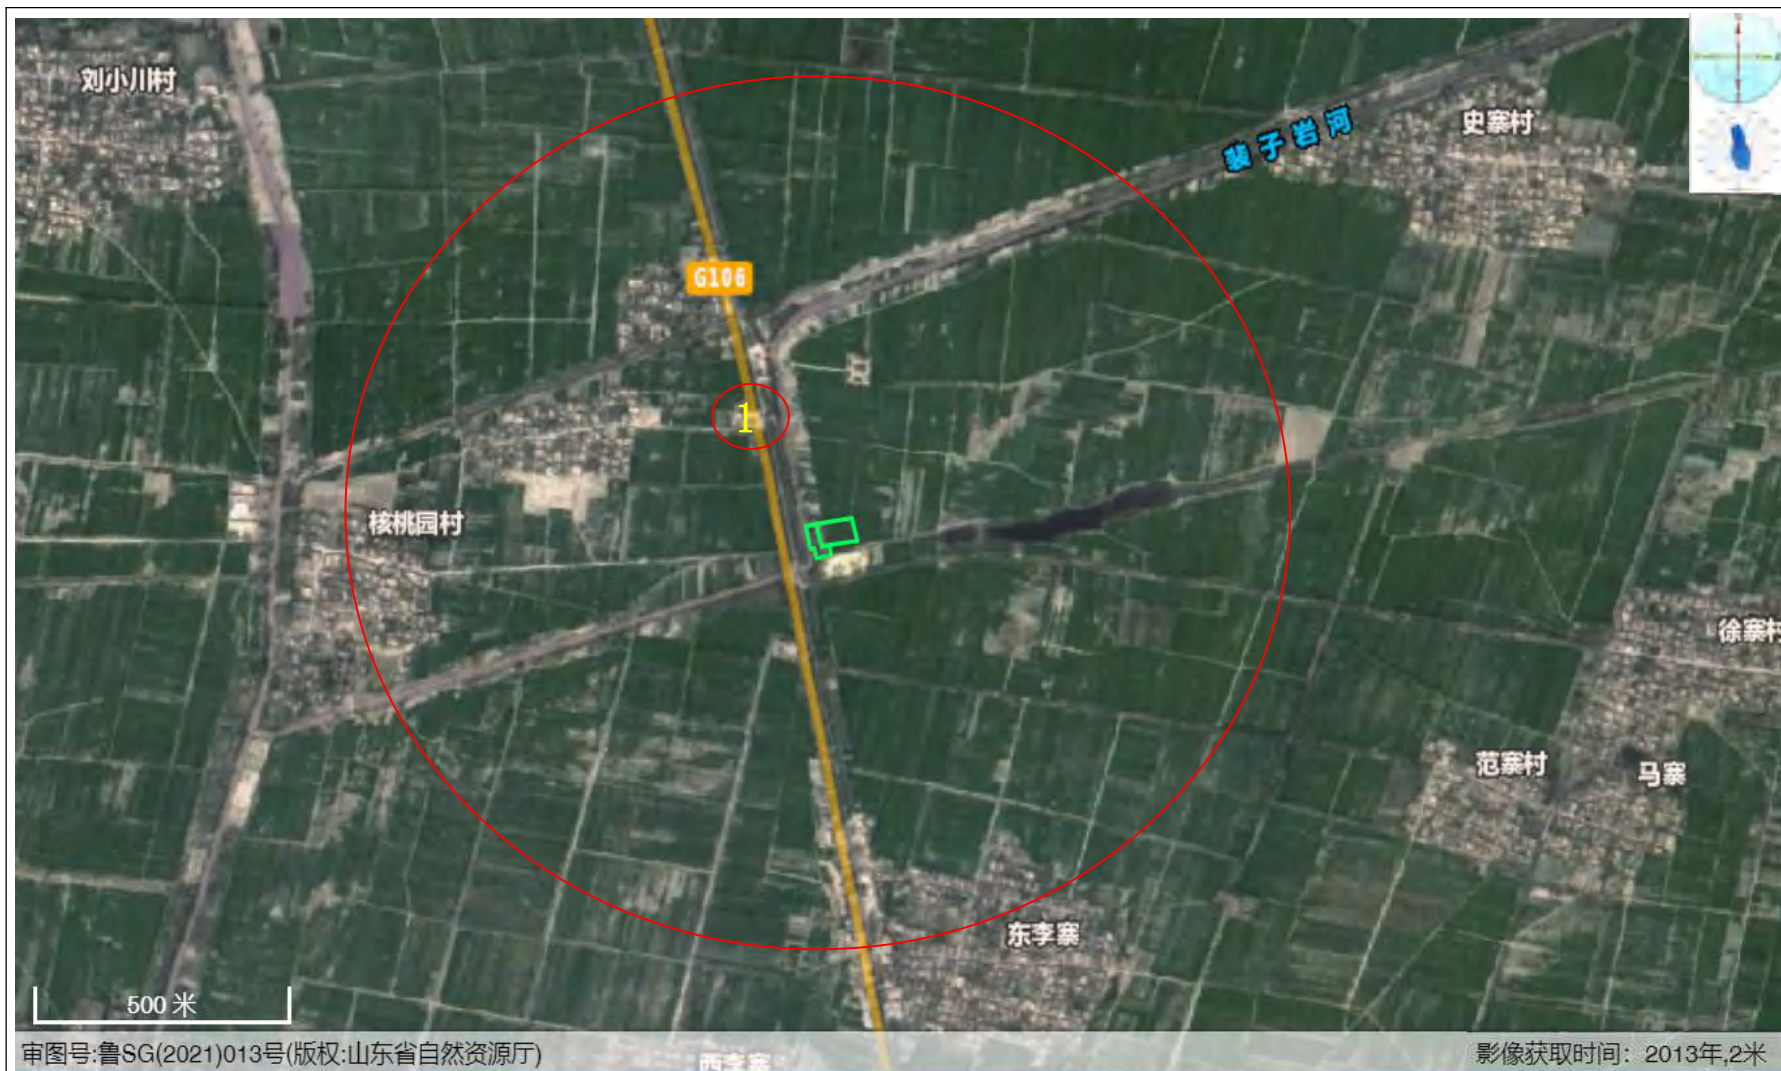 刘小川村
裴子岩河
史寨村
G106
1
核桃园村
徐寨村
范寨村
马寨
东李寨
500 米
西李寨
审图号:鲁SG(2021)013号(版权:山东省自然资源厅)
影像获取时间：2013年,2米